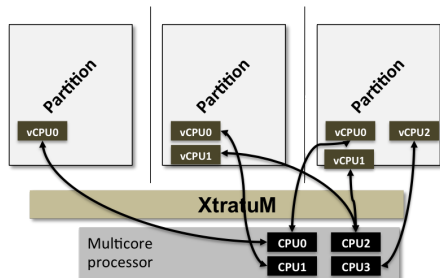 Partition
vCPU0
Partition
vCPU0
vCPU1
Partition
vCPU0
vCPU2
vCPU1
XtratuM
Multicore
processor
CPU0
CPU2
CPU1
CPU3